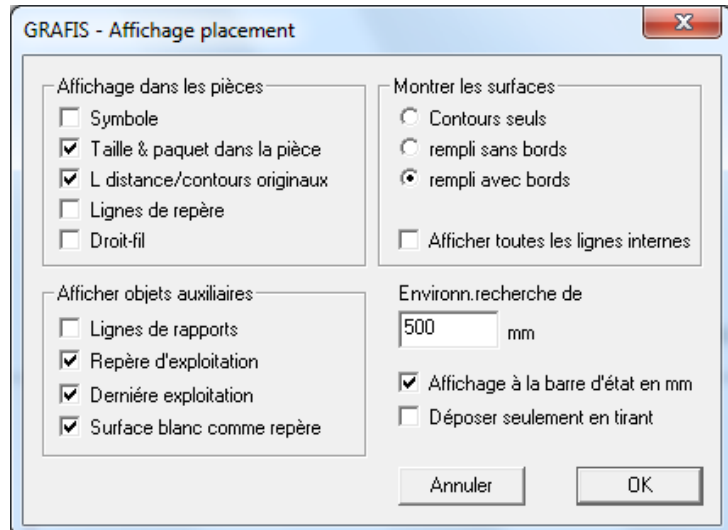 GRAFIS - Affichage placement
Affichage dans les pièces
Symbole
Taille & paquet dans la pièce
L distance/contours originaux
Lignes de repère
Droit-fil
Montrer les surfaces
Contours seuls
rempli sans bords
rempli avec bords
Afficher toutes les lignes internes
Afficher objets auxiliaires
Lignes de rapports
Repère d'exploitation
Derniére exploitation
Surface blanc comme repère
Environn.recherche de
500 mm
Affichage à la barre d'état en mm
Déposer seulement en tirant
Annuler OK